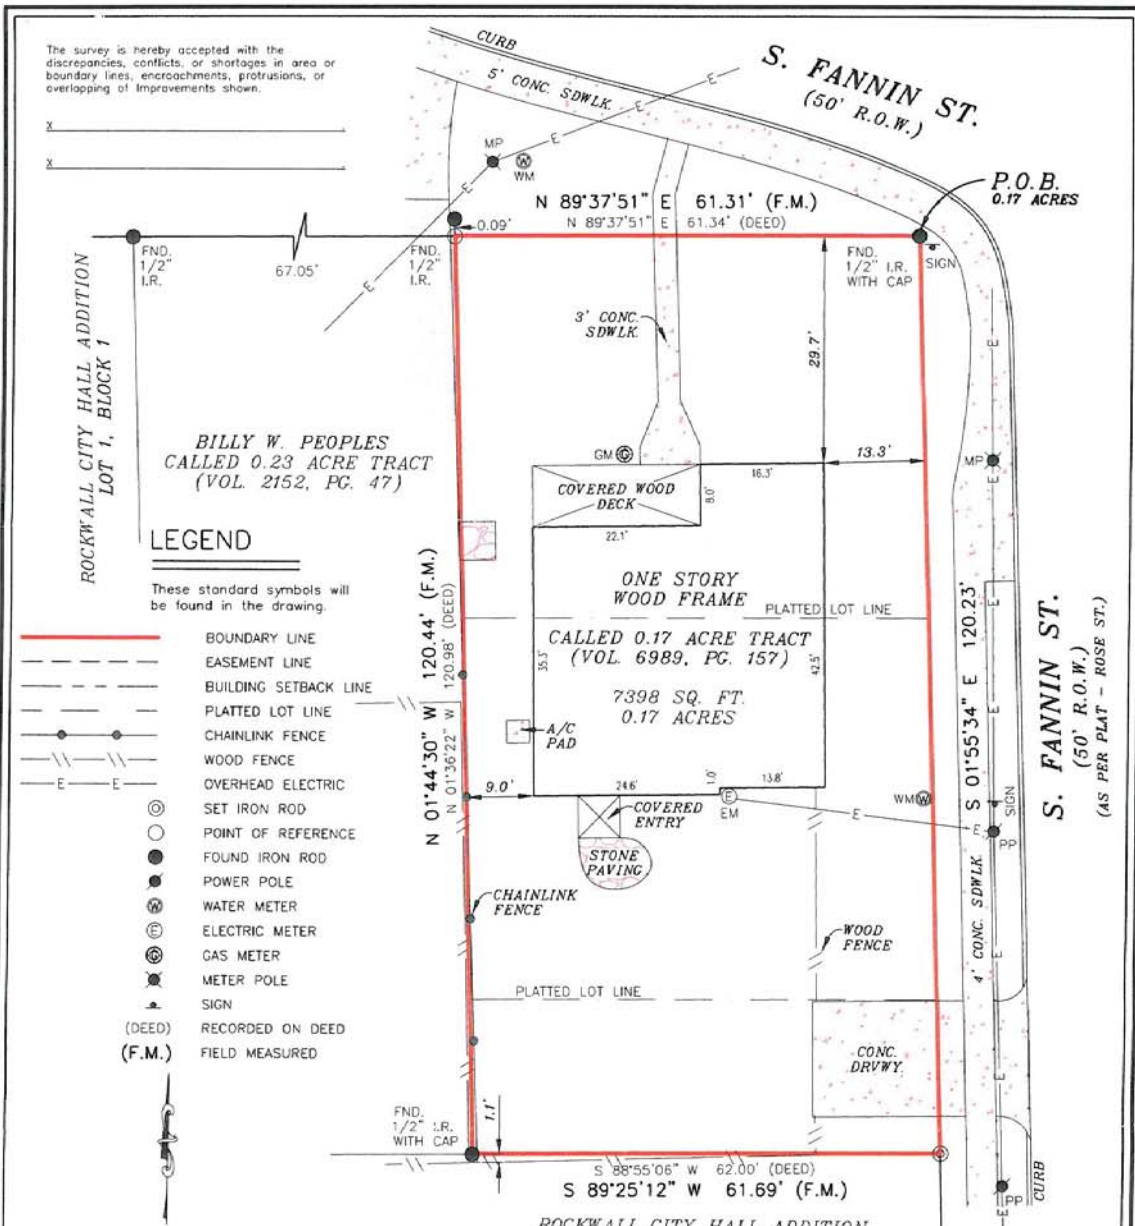 The survey is hereby accepted with the
discrepancies, conflicts, or shortages in area or
boundary lines, encroachments, protrusions, or
overlapping of Improvements shown.
x
x
CURB
5' CONC. SDWLK.
S. FANNIN ST.
(50' R.O.W.)
E
E
E
E
MP
WM
P.O.B.
0.17 ACRES
N 89°37'51" E 61.31' (F.M.)
N 89°37'51" E 61.34' (DEED)
0.09'
FND.
1/2"
I.R.
67.05'
FND.
1/2"
I.R.
FND.
1/2" I.R.
WITH CAP
SIGN
3' CONC.
SDWLK.
29.7'
13.3'
ROCKWALL CITY HALL ADDITION
LOT 1, BLOCK 1
BILLY W. PEOPLES
CALLED 0.23 ACRE TRACT
(VOL. 2152, PG. 47)
GM
COVERED WOOD
DECK
16.3'
8.0'
22.1'
MP
E
E
LEGEND
These standard symbols will
be found in the drawing.
BOUNDARY LINE
EASEMENT LINE
BUILDING SETBACK LINE
PLATTED LOT LINE
CHAINLINK FENCE
WOOD FENCE
E E OVERHEAD ELECTRIC
SET IRON ROD
POINT OF REFERENCE
FOUND IRON ROD
POWER POLE
W WATER METER
E ELECTRIC METER
G GAS METER
METER POLE
SIGN
(DEED) RECORDED ON DEED
(F.M.) FIELD MEASURED
ONE STORY
WOOD FRAME
PLATTED LOT LINE
CALLED 0.17 ACRE TRACT
(VOL. 6989, PG. 157)
7398 SQ. FT.
0.17 ACRES
35.3'
42.5'
N 01°44'30" W 120.44' (F.M.)
N 01°36'22" W 120.98' (DEED)
A/C
PAD
9.0'
24.6'
1.0'
13.8'
COVERED
ENTRY
EM
E
E
WM
SIGN
PP
S 01°55'34" E 120.23'
S. FANNIN ST.
(50' R.O.W.)
(AS PER PLAT - ROSE ST.)
STONE
PAVING
CHAINLINK
FENCE
WOOD
FENCE
4' CONC. SDWLK
PLATTED LOT LINE
CONC.
DRVWY.
FND.
1/2" I.R.
WITH CAP
1.1'
S 88°55'06" W 62.00' (DEED)
S 89°25'12" W 61.69' (F.M.)
PP
CURB
ROCKWALL CITY HALL ADDITION